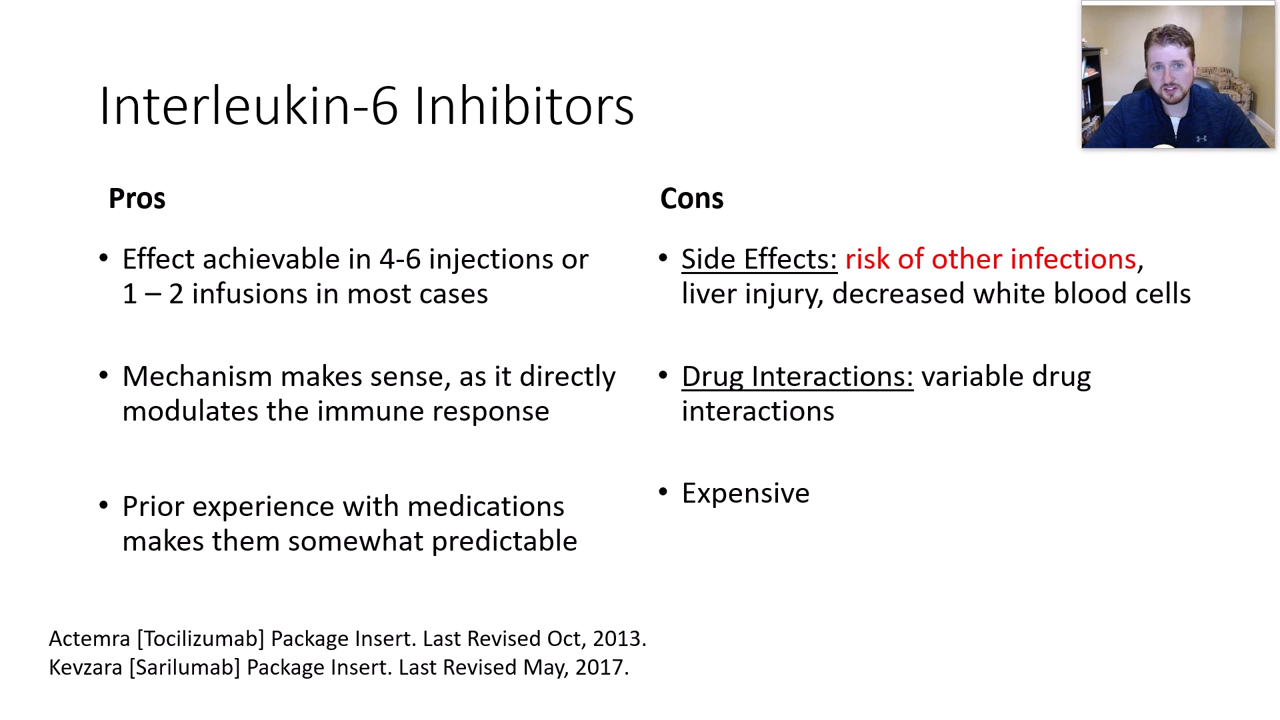 Interleukin-6 Inhibitors
Pros
• Effect achievable in 4-6 injections or
1 – 2 infusions in most cases
• Mechanism makes sense, as it directly
modulates the immune response
• Prior experience with medications
makes them somewhat predictable
Cons
• Side Effects: risk of other infections,
liver injury, decreased white blood cells
• Drug Interactions: variable drug
interactions
• Expensive
Actemra [Tocilizumab] Package Insert. Last Revised Oct, 2013.
Kevzara [Sarilumab] Package Insert. Last Revised May, 2017.